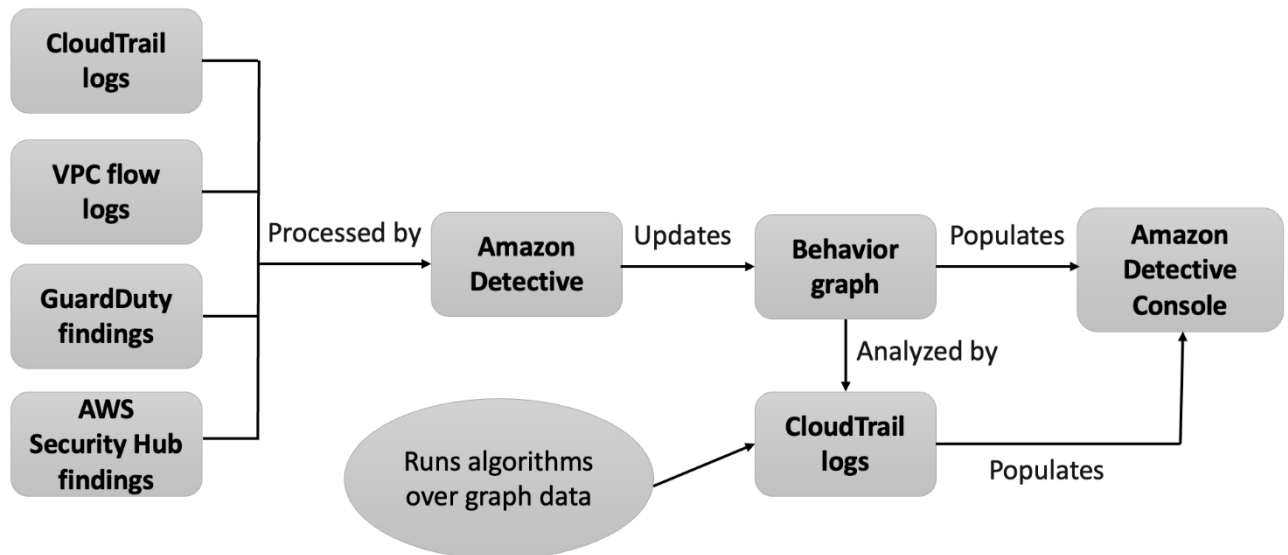 CloudTrail
logs
VPC flow
logs
GuardDuty
findings
AWS
Security Hub
findings
Processed by
Amazon
Detective
Updates
Behavior
graph
Populates
Amazon
Detective
Console
Analyzed by
CloudTrail
logs
Populates
Runs algorithms
over graph data